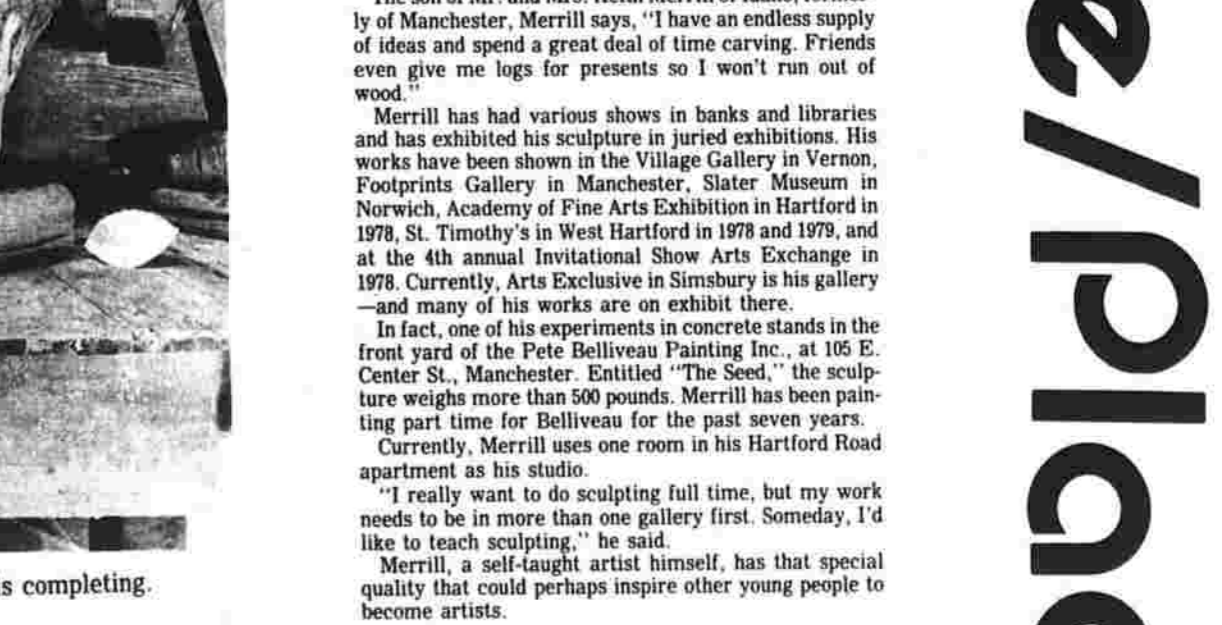 ly of Manchester, Merrill says, "I have an endless supply
of ideas and spend a great deal of time carving. Friends
even give me logs for presents so I won't run out of
wood."
Merrill has had various shows in banks and libraries
and has exhibited his sculpture in juried exhibitions. His
works have been shown in the Village Gallery in Vernon,
Footprints Gallery in Manchester, Slater Museum in
Norwich, Academy of Fine Arts Exhibition in Hartford in
1978, St. Timothy's in West Hartford in 1978 and 1979, and
at the 4th annual Invitational Show Arts Exchange in
1978. Currently, Arts Exclusive in Simsbury is his gallery
—and many of his works are on exhibit there.
In fact, one of his experiments in concrete stands in the
front yard of the Pete Belliveau Painting Inc., at 105 E.
Center St., Manchester. Entitled "The Seed," the sculp-
ture weighs more than 500 pounds. Merrill has been pain-
ting part time for Belliveau for the past seven years.
Currently, Merrill uses one room in his Hartford Road
apartment as his studio.
"I really want to do sculpting full time, but my work
needs to be in more than one gallery first. Someday, I'd
like to teach sculpting," he said.
Merrill, a self-taught artist himself, has that special
quality that could perhaps inspire other young people to
become artists.
s completing.